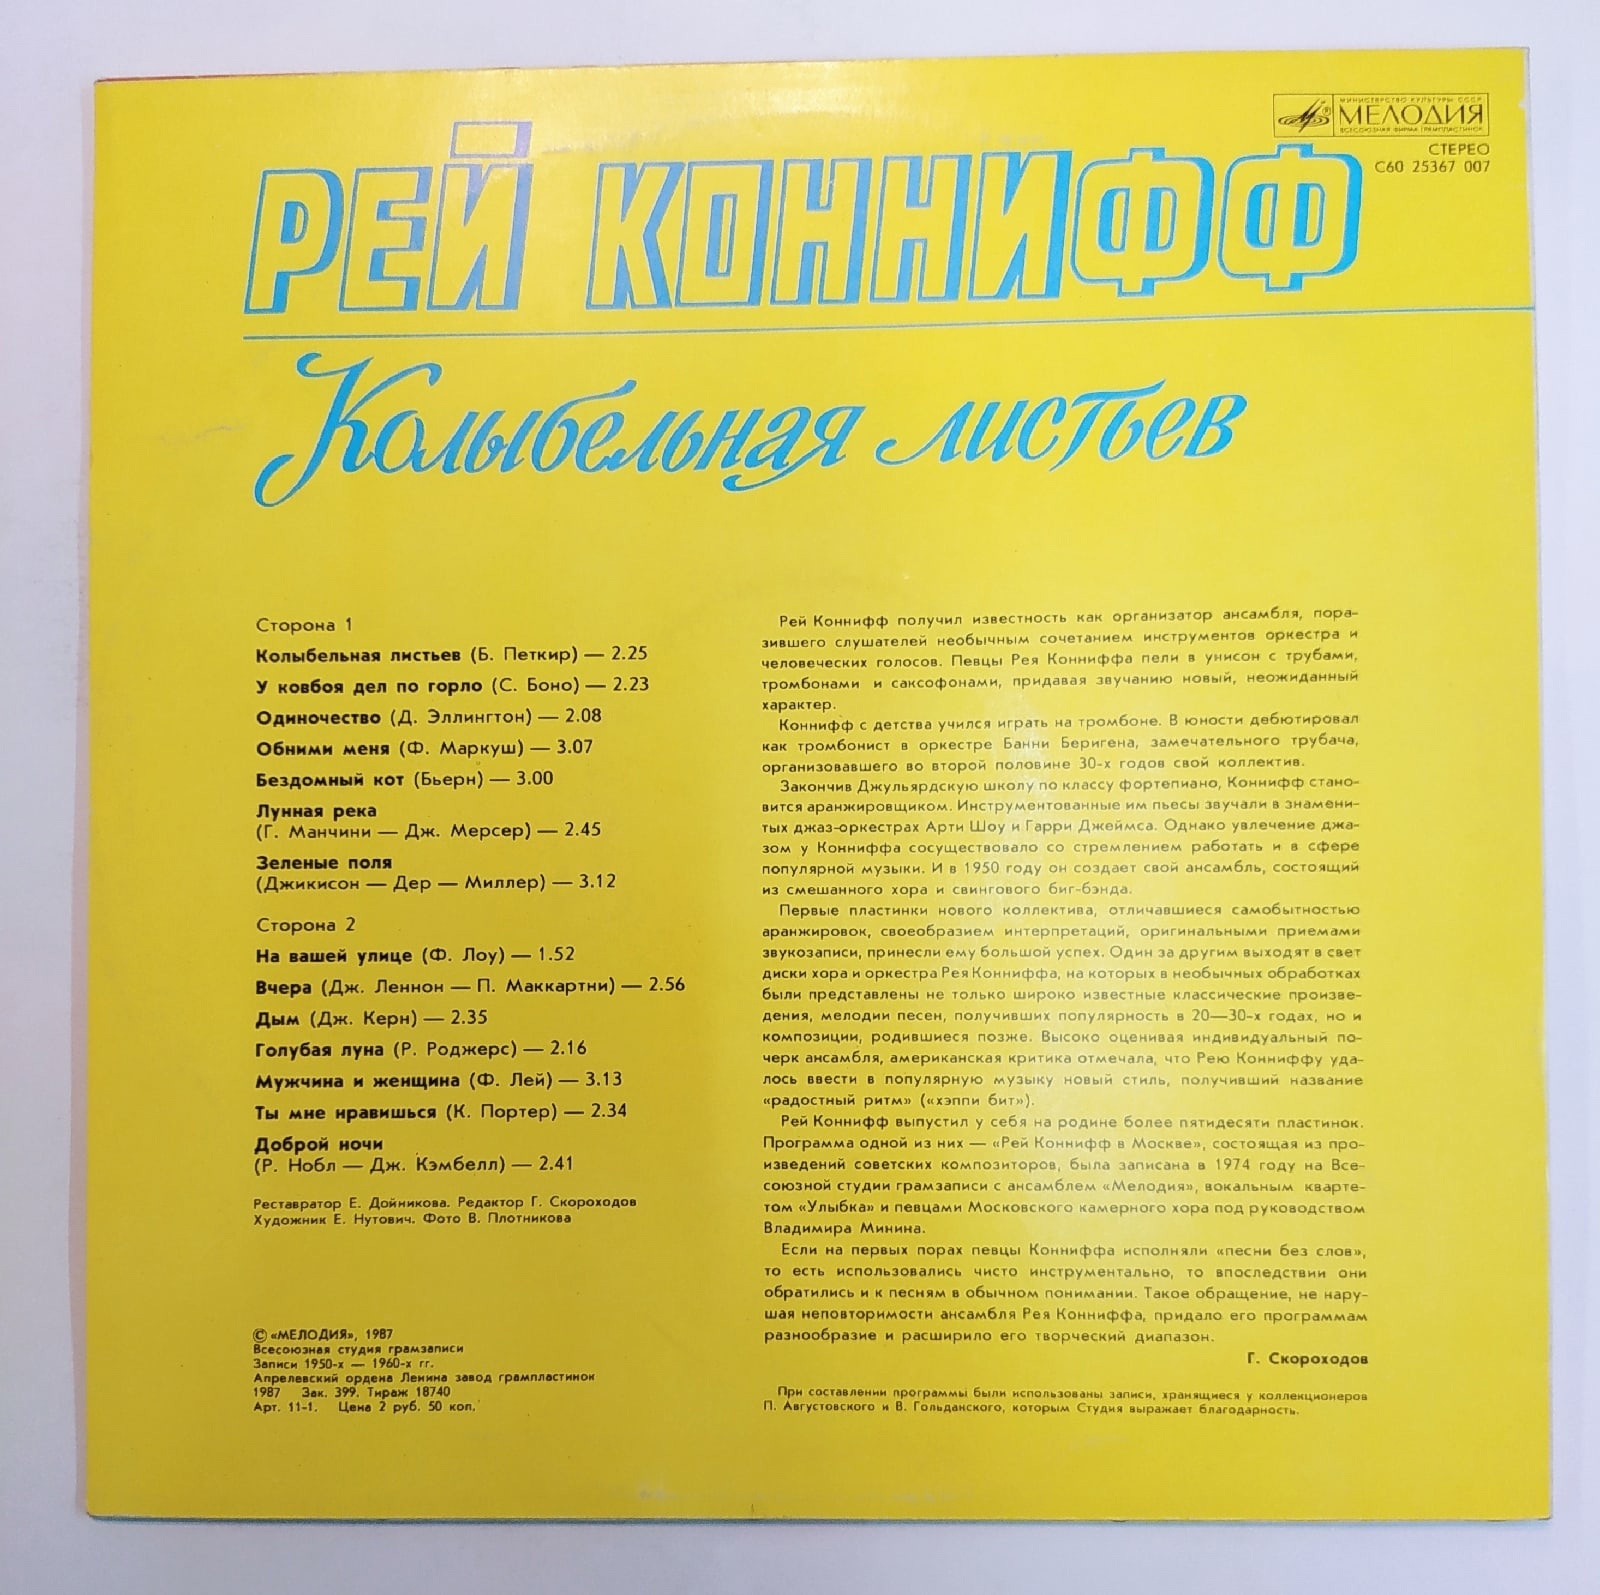 МИНИСТЕРСТВО КУЛЬТУРЫ СССР
МЕЛОДИЯ
ВСЕСОЮЗНАЯ ФИРМА ГРАМПЛАСТИНОК
СТЕРЕО
С60 25367 007
РЕЙ КОННИФФ
Колыбельная листьев
Сторона 1
Колыбельная листьев (Б. Петкир) — 2.25
У ковбоя дел по горло (С. Боно) — 2.23
Одиночество (Д. Эллингтон) — 2.08
Обними меня (Ф. Маркуш) — 3.07
Бездомный кот (Бьерн) — 3.00
Лунная река
(Г. Манчини — Дж. Мерсер) — 2.45
Зеленые поля
(Джикисон — Дер — Миллер) — 3.12
Сторона 2
На вашей улице (Ф. Лоу) — 1.52
Вчера (Дж. Леннон — П. Маккартни) — 2.56
Дым (Дж. Керн) — 2.35
Голубая луна (Р. Роджерс) — 2.16
Мужчина и женщина (Ф. Лей) — 3.13
Ты мне нравишься (К. Портер) — 2.34
Доброй ночи
(Р. Нобл — Дж. Кэмбелл) — 2.41
Реставратор Е. Дойникова. Редактор Г. Скороходов
Художник Е. Нутович. Фото В. Плотникова
© «МЕЛОДИЯ», 1987
Всесоюзная студия грамзаписи
Записи 1950-х — 1960-х гг.
Апрелевский ордена Ленина завод грампластинок
1987 Зак. 399. Тираж 18740
Арт. 11-1. Цена 2 руб. 50 коп.
Рей Коннифф получил известность как организатор ансамбля, пора-
зившего слушателей необычным сочетанием инструментов оркестра и
человеческих голосов. Певцы Рея Конниффа пели в унисон с трубами,
тромбонами и саксофонами, придавая звучанию новый, неожиданный
характер.
Коннифф с детства учился играть на тромбоне. В юности дебютировал
как тромбонист в оркестре Банни Беригена, замечательного трубача,
организовавшего во второй половине 30-х годов свой коллектив.
Закончив Джульярдскую школу по классу фортепиано, Коннифф стано-
вится аранжировщиком. Инструментованные им пьесы звучали в знамени-
тых джаз-оркестрах Арти Шоу и Гарри Джеймса. Однако увлечение джа-
зом у Конниффа сосуществовало со стремлением работать и в сфере
популярной музыки. И в 1950 году он создает свой ансамбль, состоящий
из смешанного хора и свингового биг-бэнда.
Первые пластинки нового коллектива, отличавшиеся самобытностью
аранжировок, своеобразием интерпретаций, оригинальными приемами
звукозаписи, принесли ему большой успех. Один за другим выходят в свет
диски хора и оркестра Рея Конниффа, на которых в необычных обработках
были представлены не только широко известные классические произве-
дения, мелодии песен, получивших популярность в 20—30-х годах, но и
композиции, родившиеся позже. Высоко оценивая индивидуальный по-
черк ансамбля, американская критика отмечала, что Рею Конниффу уда-
лось ввести в популярную музыку новый стиль, получивший название
«радостный ритм» («хэппи бит»).
Рей Коннифф выпустил у себя на родине более пятидесяти пластинок.
Программа одной из них — «Рей Коннифф в Москве», состоящая из про-
изведений советских композиторов, была записана в 1974 году на Все-
союзной студии грамзаписи с ансамблем «Мелодия», вокальным кварте-
том «Улыбка» и певцами Московского камерного хора под руководством
Владимира Минина.
Если на первых порах певцы Конниффа исполняли «песни без слов»,
то есть использовались чисто инструментально, то впоследствии они
обратились и к песням в обычном понимании. Такое обращение, не нару-
шая неповторимости ансамбля Рея Конниффа, придало его программам
разнообразие и расширило его творческий диапазон.
Г. Скороходов
При составлении программы были использованы записи, хранящиеся у коллекционеров
П. Августовского и В. Гольданского, которым Студия выражает благодарность.